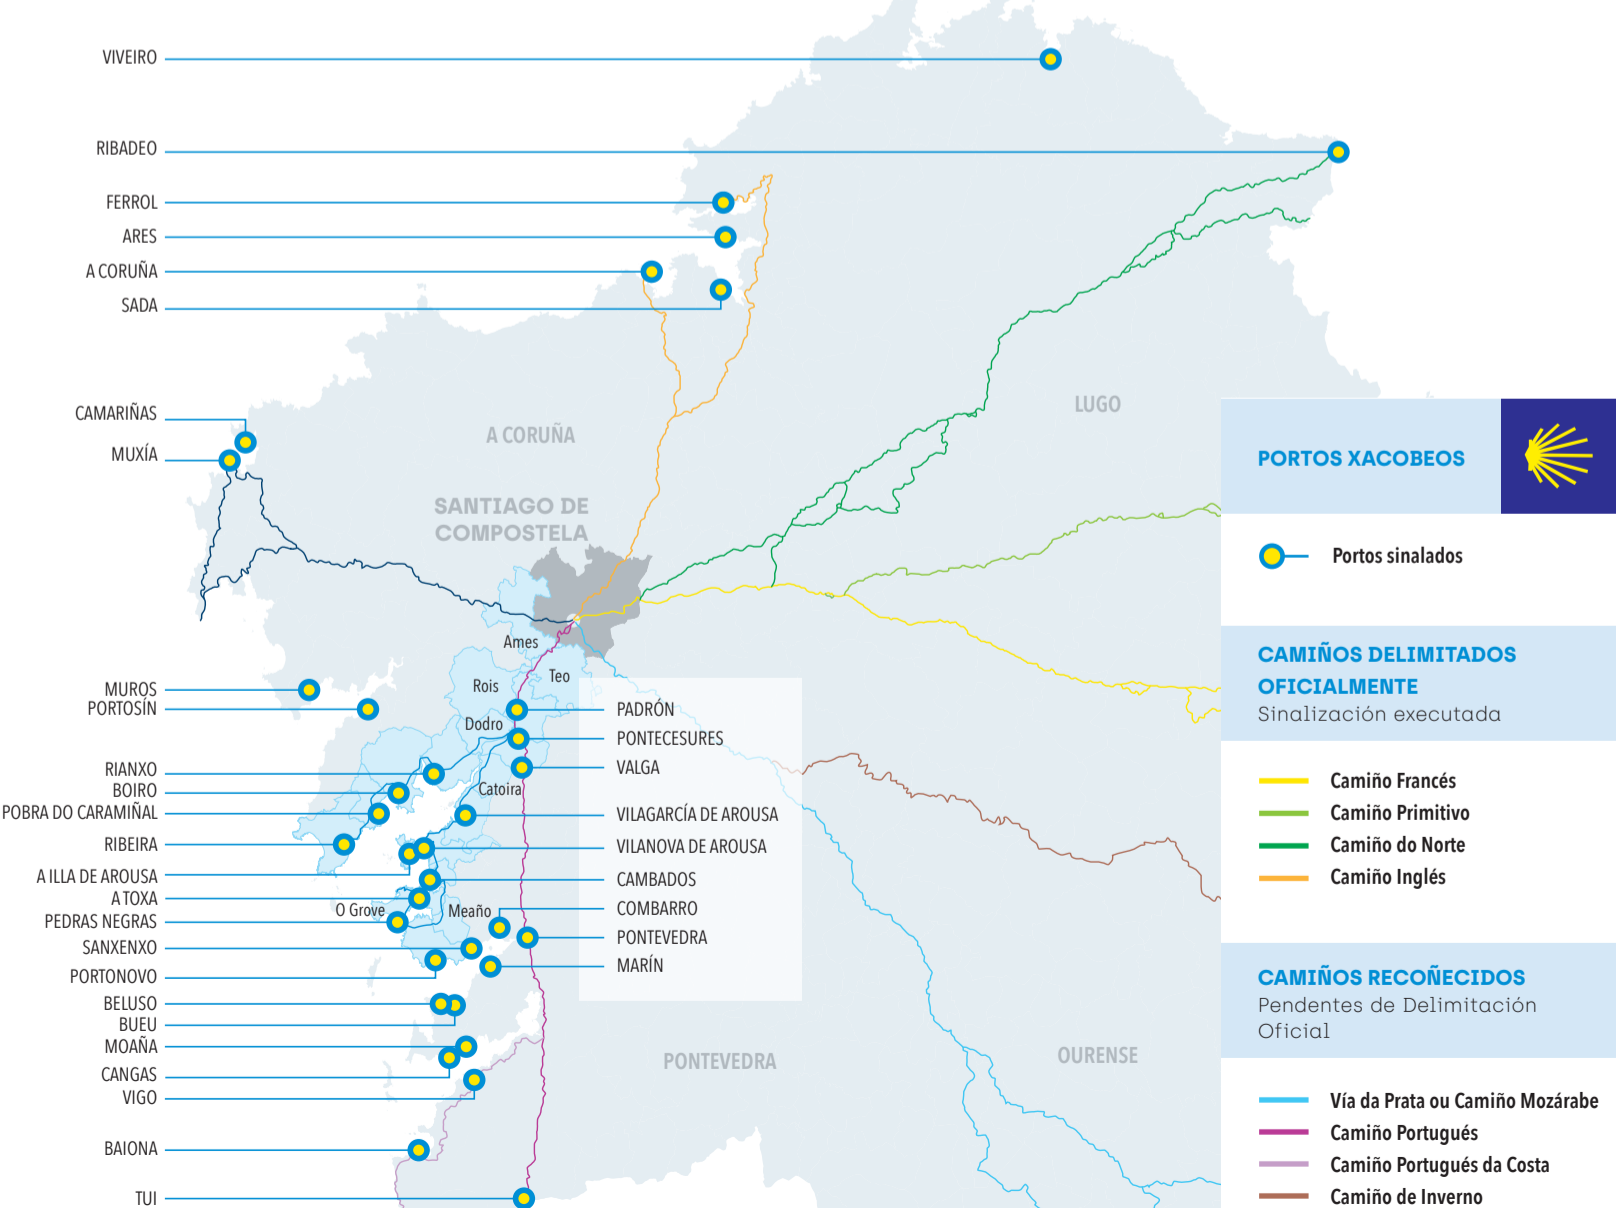 VIVEIRO
RIBADEO
FERROL
ARES
A CORUÑA
SADA
CAMARIÑAS
MUXÍA
MUROS
PORTOSÍN
RIANXO
BOIRO
POBRA DO CARAMIÑAL
RIBEIRA
A ILLA DE AROUSA
A TOXA
PEDRAS NEGRAS
SANXENXO
PORTONOVO
BELUSO
BUEU
MOAÑA
CANGAS
VIGO
BAIONA
TUI
A CORUÑA
SANTIAGO DE
COMPOSTELA
LUGO
Ames
Teo
Rois
Dodro
Catoira
O Grove
Meaño
PADRÓN
PONTECESURES
VALGA
VILAGARCÍA DE AROUSA
VILANOVA DE AROUSA
CAMBADOS
COMBARRO
PONTEVEDRA
MARÍN
PONTEVEDRA
OURENSE
PORTOS XACOBEOS
Portos sinalados
CAMIÑOS DELIMITADOS
OFICIALMENTE
Sinalización executada
Camiño Francés
Camiño Primitivo
Camiño do Norte
Camiño Inglés
CAMIÑOS RECOÑECIDOS
Pendentes de Delimitación
Oficial
Vía da Prata ou Camiño Mozárabe
Camiño Portugués
Camiño Portugués da Costa
Camiño de Inverno